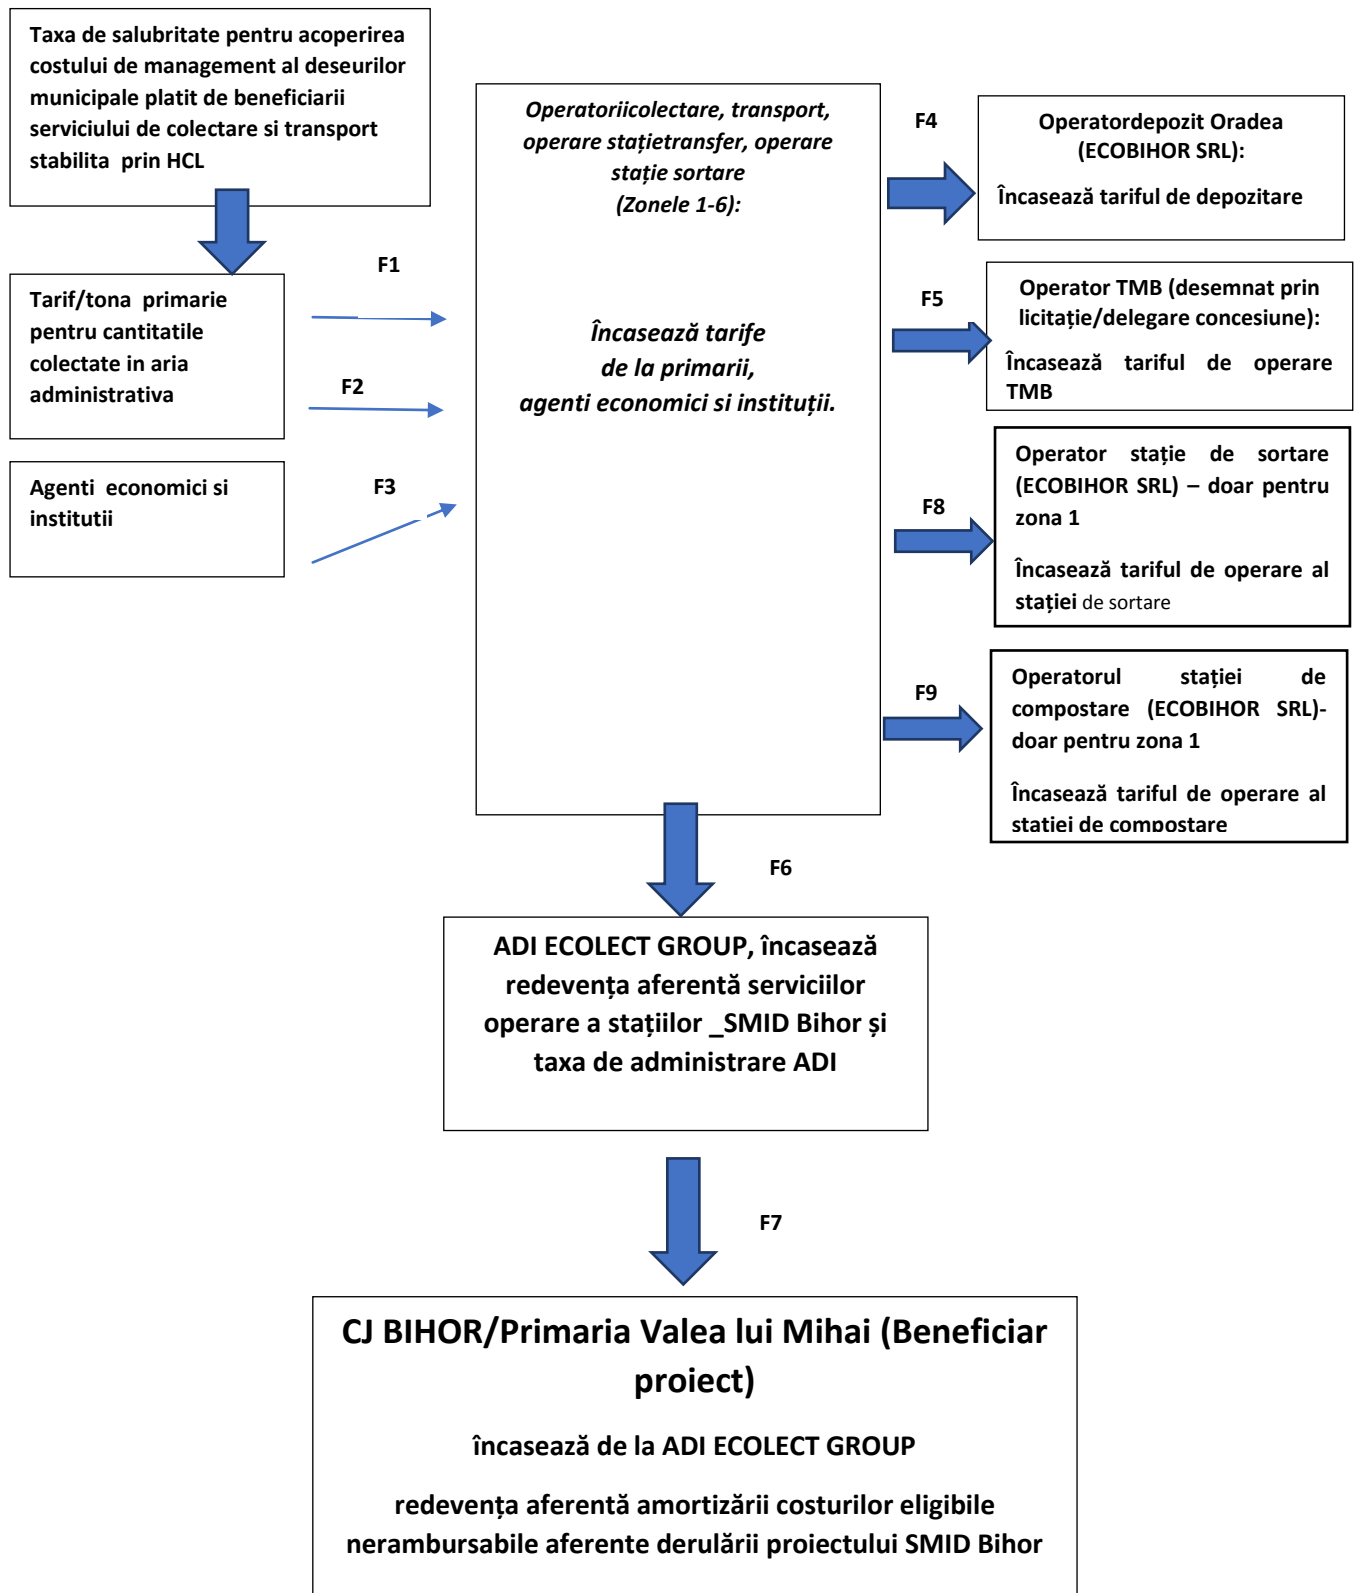 Taxa de salubritate pentru acoperirea
costului de management al deseurilor
municipale platit de beneficiarii
serviciului de colectare si transport
stabilita prin HCL
Tarif/tona primarie
pentru cantitatile
colectate in aria
administrativa
Agenti economici si
institutii
F1
F2
F3
Operatoriicolectare, transport,
operare stațietransfer, operare
stație sortare
(Zonele 1-6):
Încasează tarife
de la primarii,
agenti economici si instituții.
F4
Operatordepozit Oradea
(ECOBIHOR SRL):
Încasează tariful de depozitare
F5
Operator TMB (desemnat prin
licitație/delegare concesiune):
Încasează tariful de operare
TMB
F8
Operator stație de sortare
(ECOBIHOR SRL) – doar pentru
zona 1
Încasează tariful de operare al
stației de sortare
F9
Operatorul stației de
compostare (ECOBIHOR SRL)-
doar pentru zona 1
Încasează tariful de operare al
stației de compostare
F6
ADI ECOLECT GROUP, încasează
redevența aferentă serviciilor
operare a stațiilor _SMID Bihor și
taxa de administrare ADI
F7
CJ BIHOR/Primaria Valea lui Mihai (Beneficiar
proiect)
încasează de la ADI ECOLECT GROUP
redevența aferentă amortizării costurilor eligibile
nerambursabile aferente derulării proiectului SMID Bihor